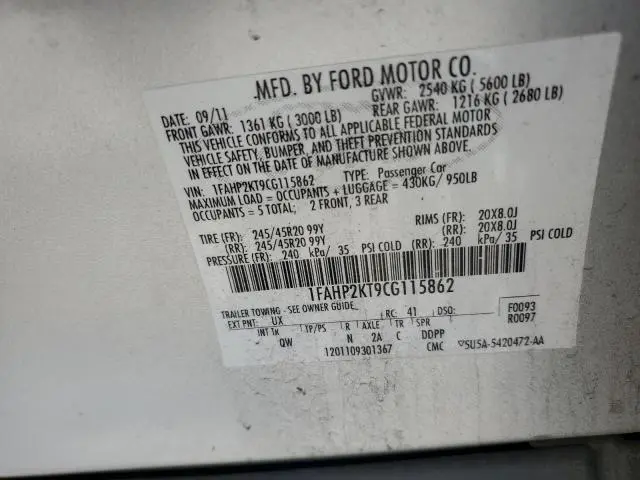 MFD. BY FORD MOTOR CO.
DATE: 09/11 GVWR: 2540 KG ( 5600 LB)
FRONT GAWR: 1361 KG ( 3000 LB) REAR GAWR: 1216 KG ( 2680 LB)
THIS VEHICLE CONFORMS TO ALL APPLICABLE FEDERAL MOTOR
VEHICLE SAFETY, BUMPER, AND THEFT PREVENTION STANDARDS
IN EFFECT ON THE DATE OF MANUFACTURE SHOWN ABOVE.
VIN: 1FAHP2KT9CG115862 TYPE: Passenger Car
MAXIMUM LOAD = OCCUPANTS + LUGGAGE = 430KG/ 950LB
OCCUPANTS = 5 TOTAL; 2 FRONT, 3 REAR
TIRE (FR): 245/45R20 99Y RIMS (FR): 20X8.0J
(RR): 245/45R20 99Y (RR): 20X8.0J
PRESSURE (FR): 240 kPa/ 35 PSI COLD (RR): 240 kPa/ 35 PSI COLD
1FAHP2KT9CG115862
TRAILER TOWING - SEE OWNER GUIDE. F0093
EXT PNT: UX RC: 41 DSO: R0097
INT TR TP/PS R AXLE TR SPR
QW N 2A C DDPP
1201109301367 CMC 5U5A-5420472-AA